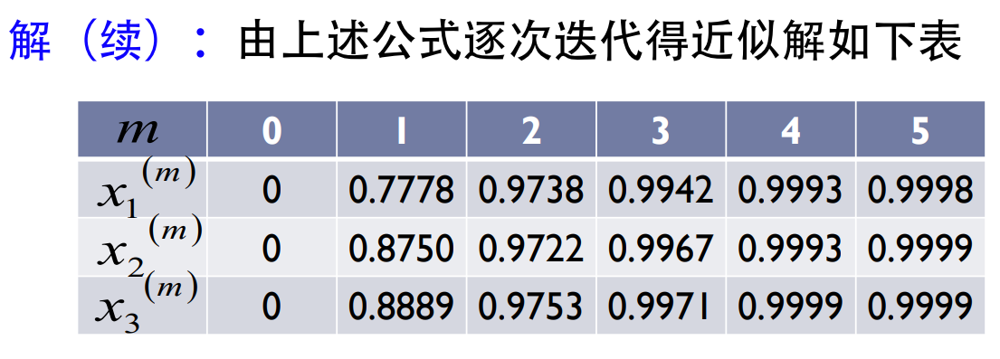 解（续）：由上述公式逐次迭代得近似解如下表
m 0 1 2 3 4 5
x₁⁽ᵐ⁾ 0 0.7778 0.9738 0.9942 0.9993 0.9998
x₂⁽ᵐ⁾ 0 0.8750 0.9722 0.9967 0.9993 0.9999
x₃⁽ᵐ⁾ 0 0.8889 0.9753 0.9971 0.9999 0.9999